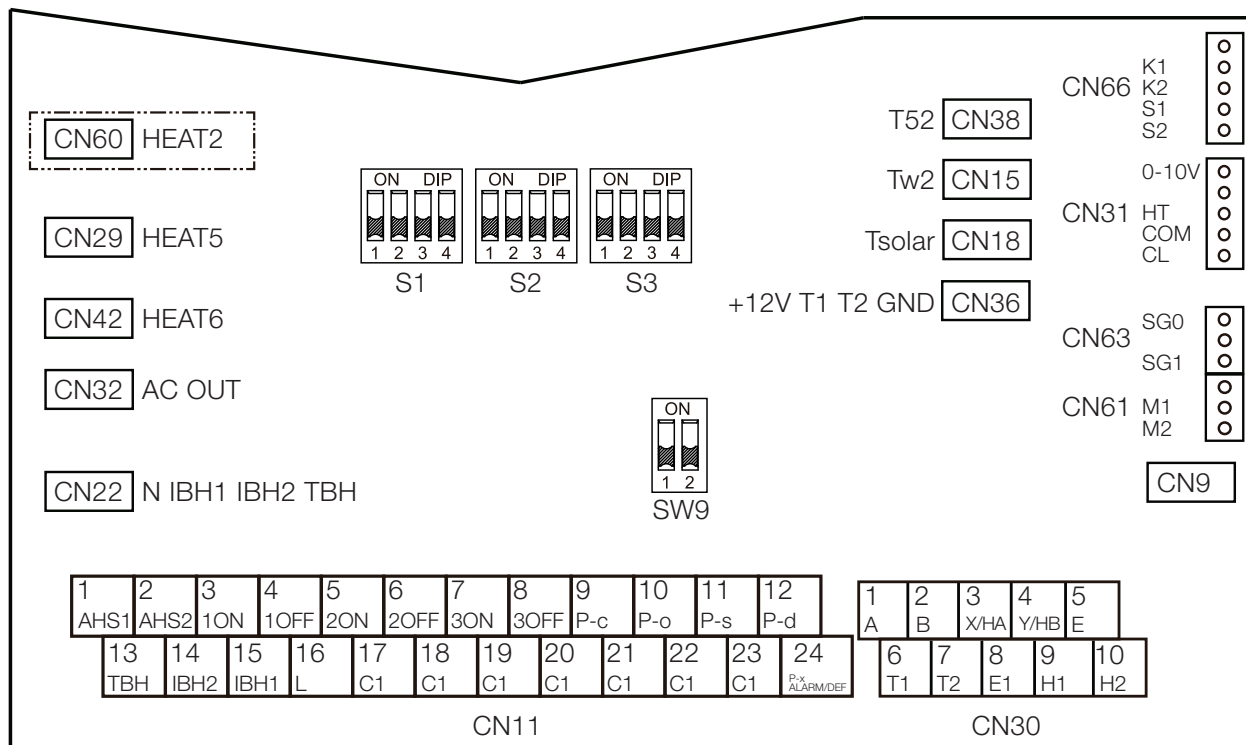 CN60 HEAT2
CN29 HEAT5
CN42 HEAT6
CN32 AC OUT
CN22 N IBH1 IBH2 TBH
ON DIP
1 2 3 4
S1
ON DIP
1 2 3 4
S2
ON DIP
1 2 3 4
S3
ON
1 2
SW9
T52 CN38
Tw2 CN15
Tsolar CN18
+12V T1 T2 GND CN36
CN66
K1
K2
S1
S2
CN31
0-10V
HT
COM
CL
CN63
SG0
SG1
CN61
M1
M2
CN9
1 2 3 4 5 6 7 8 9 10 11 12
AHS1 AHS2 1ON 1OFF 2ON 2OFF 3ON 3OFF P-c P-o P-s P-d
13 14 15 16 17 18 19 20 21 22 23 24
TBH IBH2 IBH1 L C1 C1 C1 C1 C1 C1 C1 P-x
ALARM/DEF
CN11
1 2 3 4 5
A B X/HA Y/HB E
6 7 8 9 10
T1 T2 E1 H1 H2
CN30